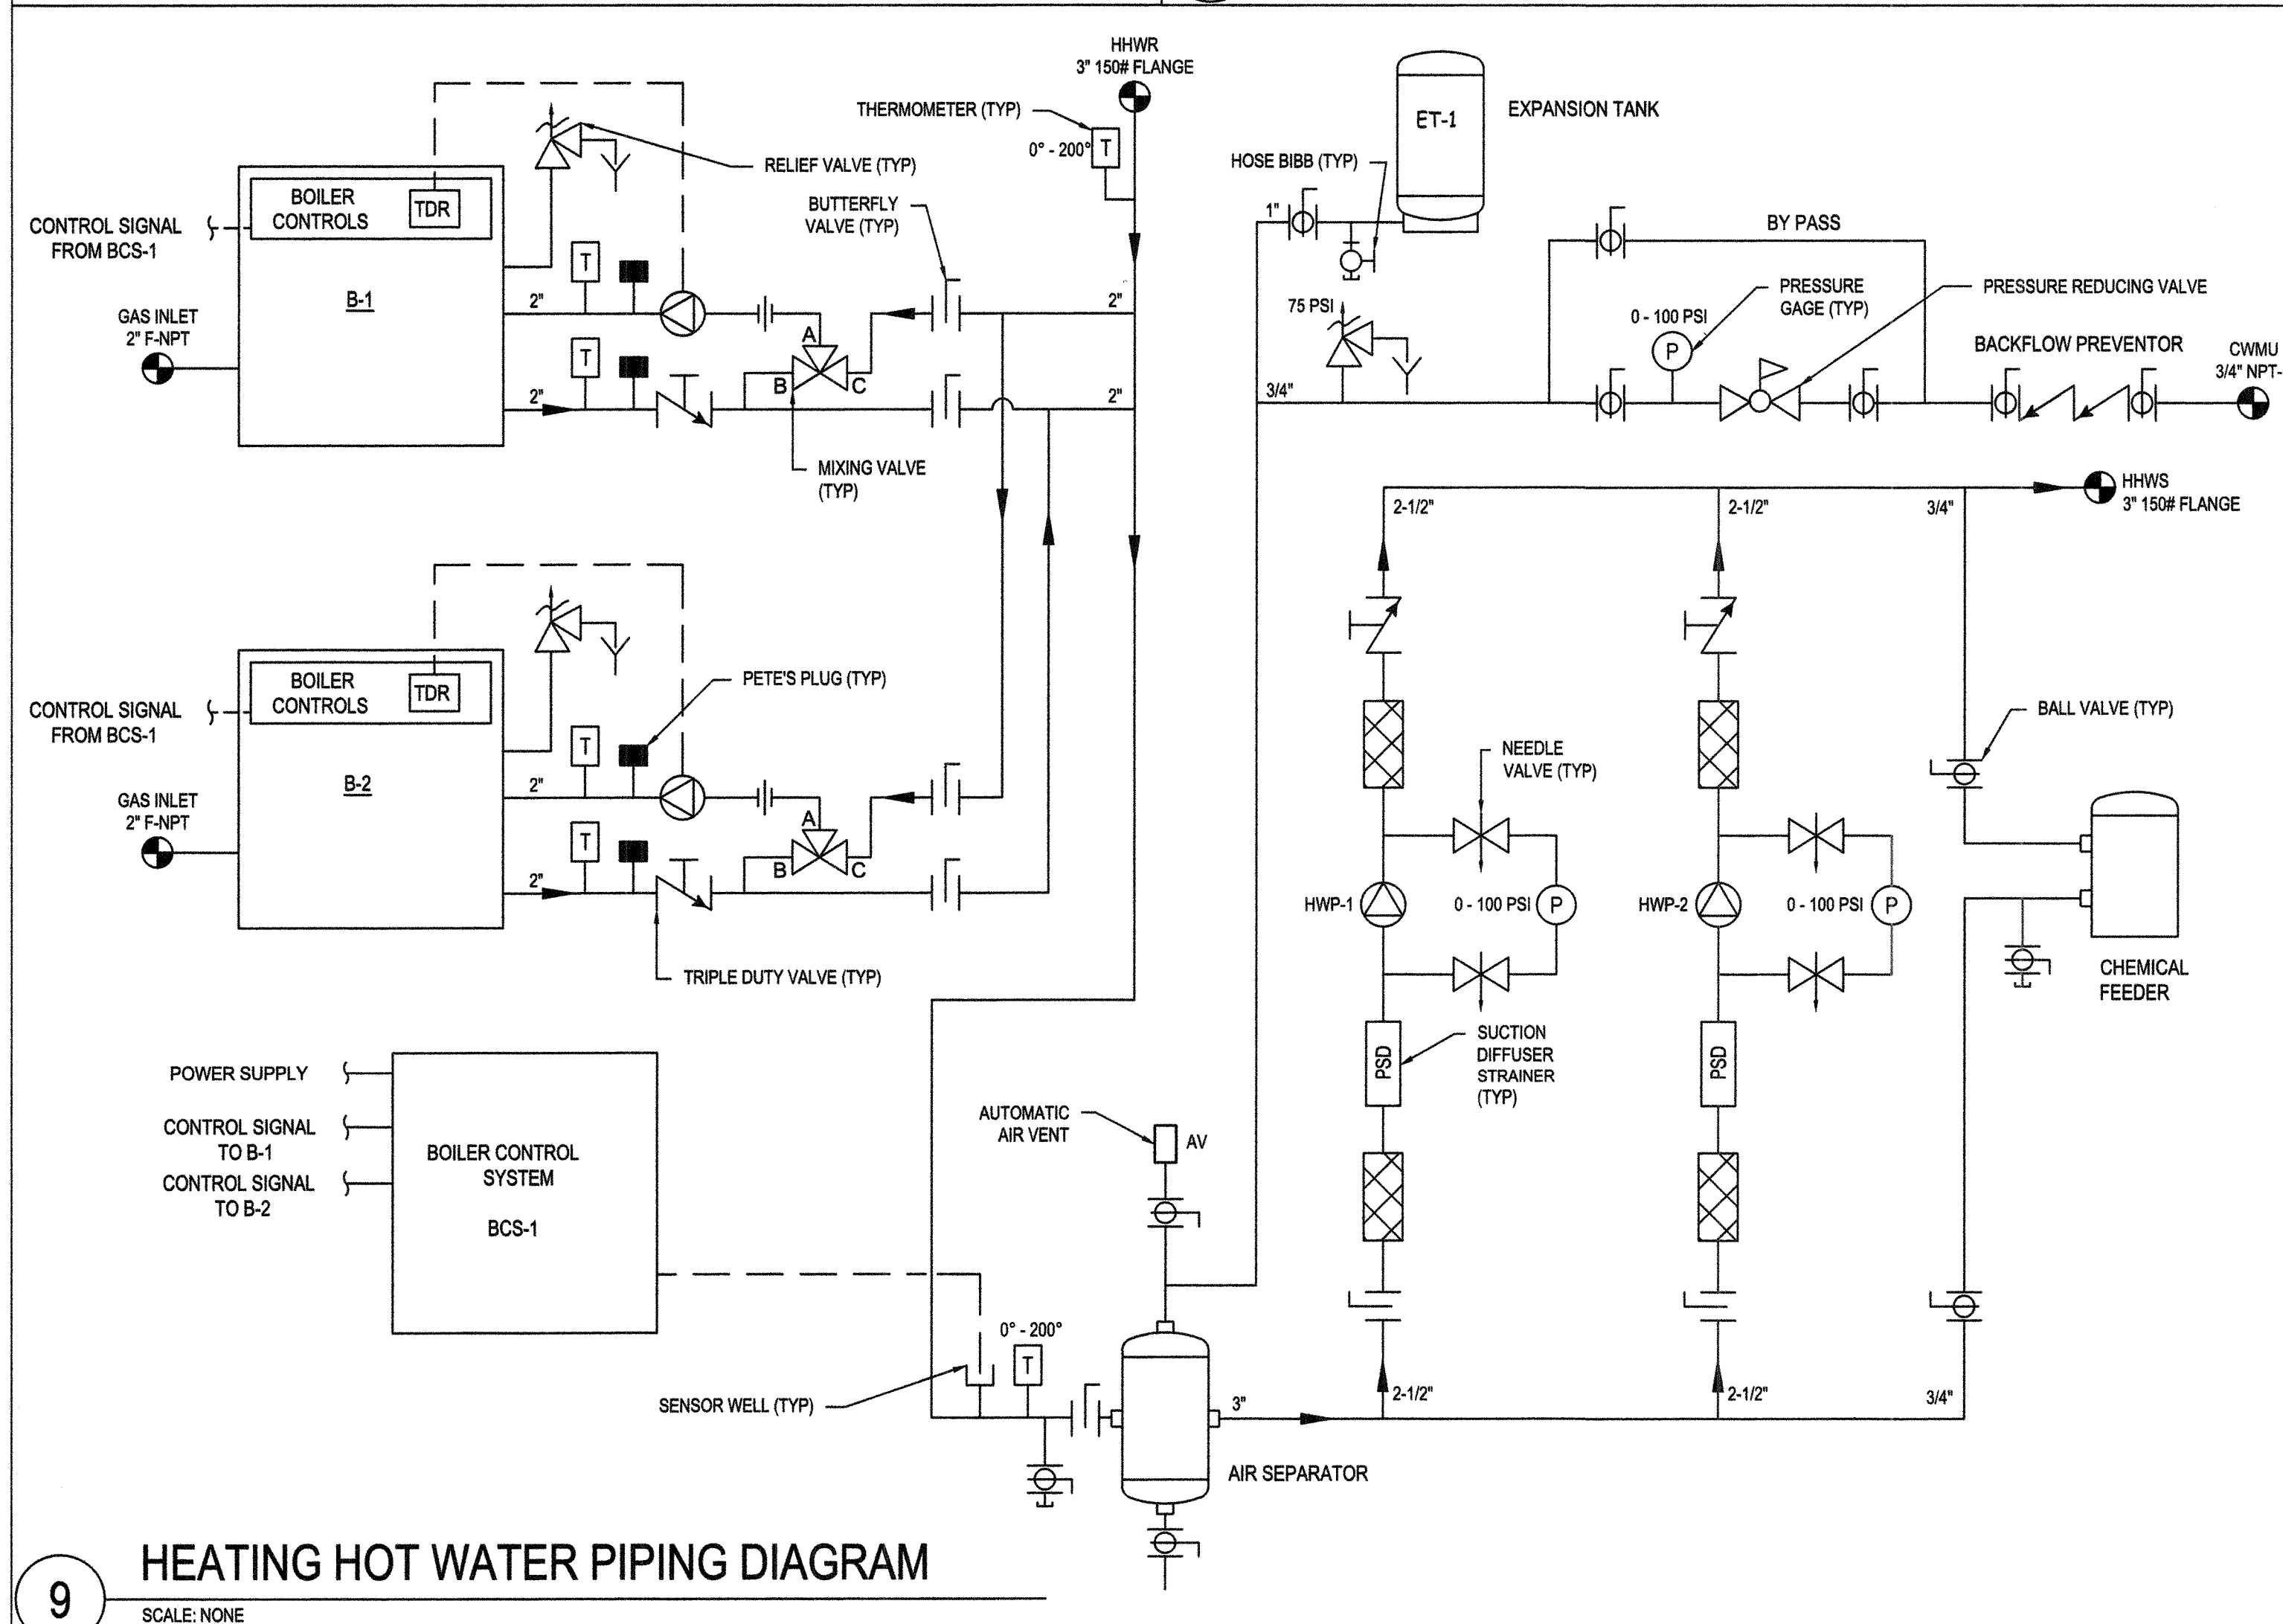 HHWR
3" 150# FLANGE
THERMOMETER (TYP)
0° - 200°
T
ET-1
EXPANSION TANK
HOSE BIBB (TYP)
1"
RELIEF VALVE (TYP)
BUTTERFLY
VALVE (TYP)
BOILER
CONTROLS
TDR
CONTROL SIGNAL
FROM BCS-1
B-1
GAS INLET
2" F-NPT
T
2"
T
2"
A
B
C
2"
2"
MIXING VALVE
(TYP)
75 PSI
3/4"
BY PASS
0 - 100 PSI
P
PRESSURE
GAGE (TYP)
PRESSURE REDUCING VALVE
BACKFLOW PREVENTOR
CWMU
3/4" NPT-
HHWS
3" 150# FLANGE
2-1/2"
2-1/2"
3/4"
BOILER
CONTROLS
TDR
CONTROL SIGNAL
FROM BCS-1
B-2
GAS INLET
2" F-NPT
PETE'S PLUG (TYP)
T
2"
T
2"
A
B
C
TRIPLE DUTY VALVE (TYP)
NEEDLE
VALVE (TYP)
BALL VALVE (TYP)
HWP-1
0 - 100 PSI
P
HWP-2
0 - 100 PSI
P
CHEMICAL
FEEDER
PSD
SUCTION
DIFFUSER
STRAINER
(TYP)
PSD
POWER SUPPLY
CONTROL SIGNAL
TO B-1
CONTROL SIGNAL
TO B-2
BOILER CONTROL
SYSTEM
BCS-1
AUTOMATIC
AIR VENT
AV
0° - 200°
T
SENSOR WELL (TYP)
3"
2-1/2"
2-1/2"
3/4"
AIR SEPARATOR
9
HEATING HOT WATER PIPING DIAGRAM
SCALE: NONE